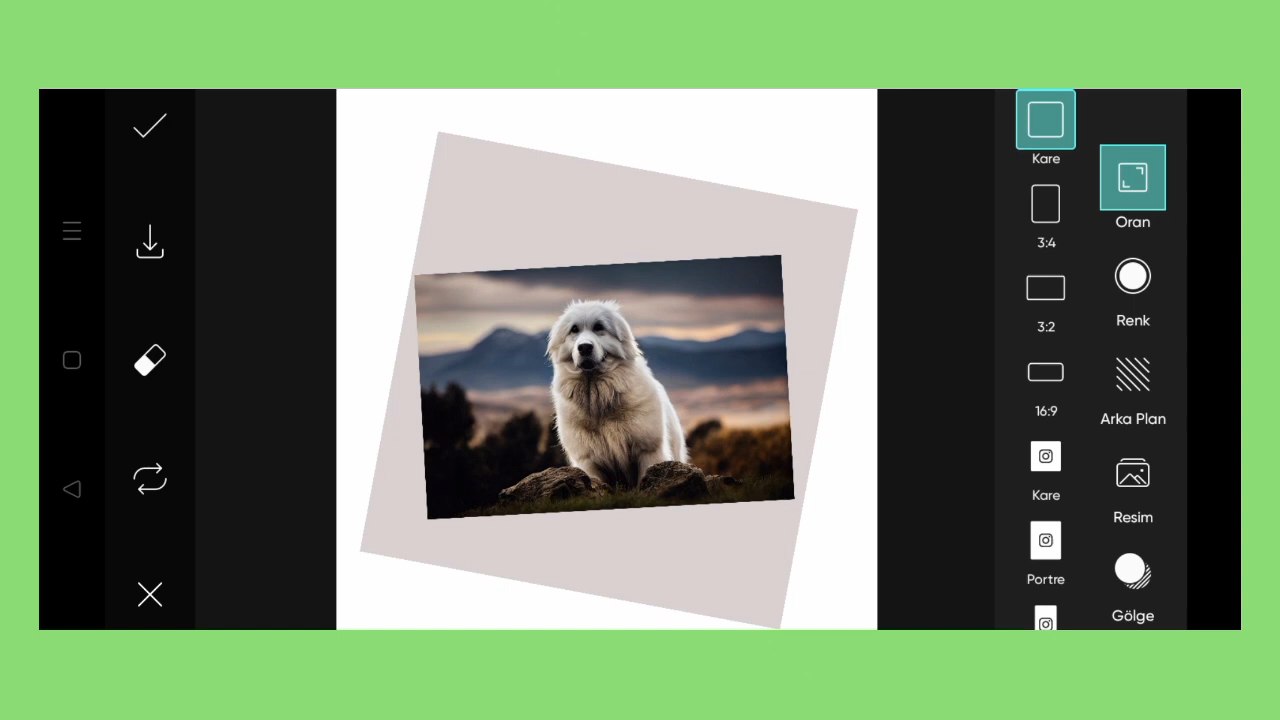 Kare
3:4
3:2
16:9
Kare
Portre
Oran
Renk
Arka Plan
Resim
Gölge